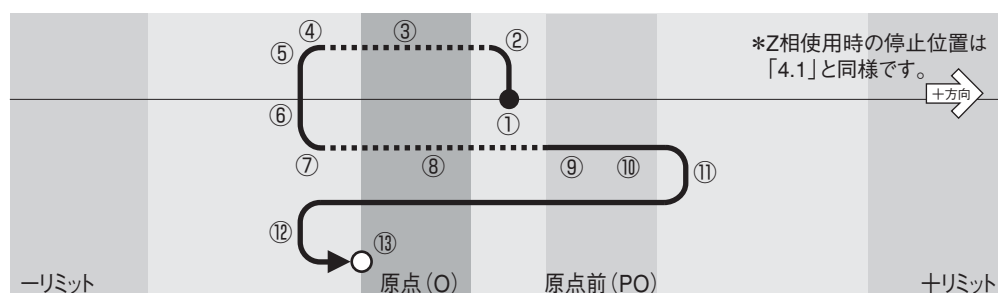 ④ ③ ②
⑤
*Z相使用時の停止位置は
「4.1」と同様です。
+方向
⑥ ①
⑦ ⑧ ⑨ ⑩ ⑪
⑫ ⑬
−リミット 原点(O) 原点前(PO) +リミット